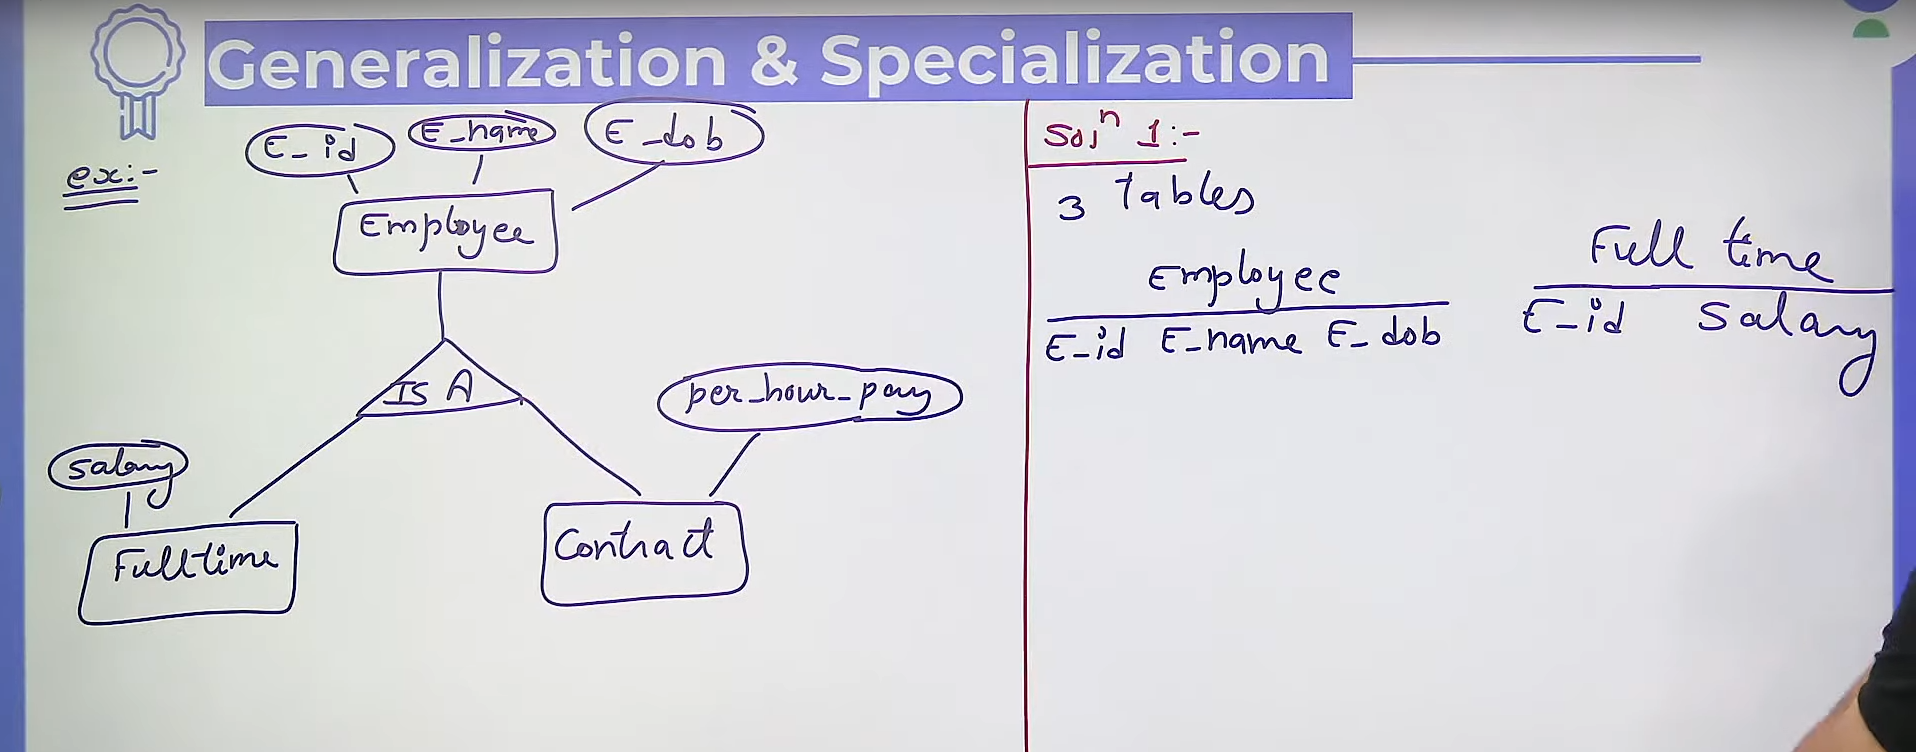 Generalization & Specialization
ex:-
E_id
E_name
E_dob
Employee
IS A
salary
Fulltime
per_hour_pay
Contract
Solⁿ 1:-
3 Tables
Employee
E_id E_name E_dob
Full time
E_id Salary